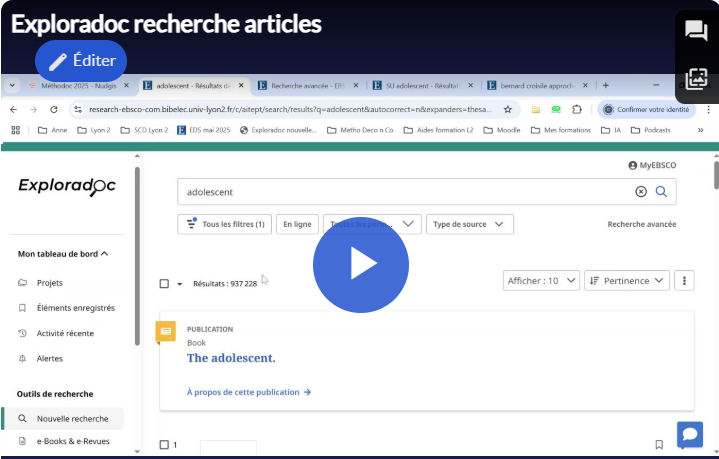 Exploradoc recherche articles
Éditer
Méthodoc 2025 - Nudgis
adolescent - Résultats de
Recherche avancée - EBS
SU adolescent - Résultat
bernard croisile approch
research-ebsco-com.bibelec.univ-lyon2.fr/c/aitept/search/results?q=adolescent&autocorrect=n&expanders=thesa...
Confirmer votre identité
Anne
Lyon 2
SCD Lyon 2
EDS mai 2025
Exploradoc nouvelle...
Metho Deco n Co
Aides formation L2
Moodle
Mes formations
IA
Podcasts
»
MyEBSCO
Exploradoc
adolescent
Tous les filtres (1)
En ligne
Type de source
Recherche avancée
Mon tableau de bord
Projets
Éléments enregistrés
Activité récente
Alertes
Outils de recherche
Nouvelle recherche
e-Books & e-Revues
Résultats : 937 228
Afficher : 10
Pertinence
PUBLICATION
Book
The adolescent.
À propos de cette publication
1